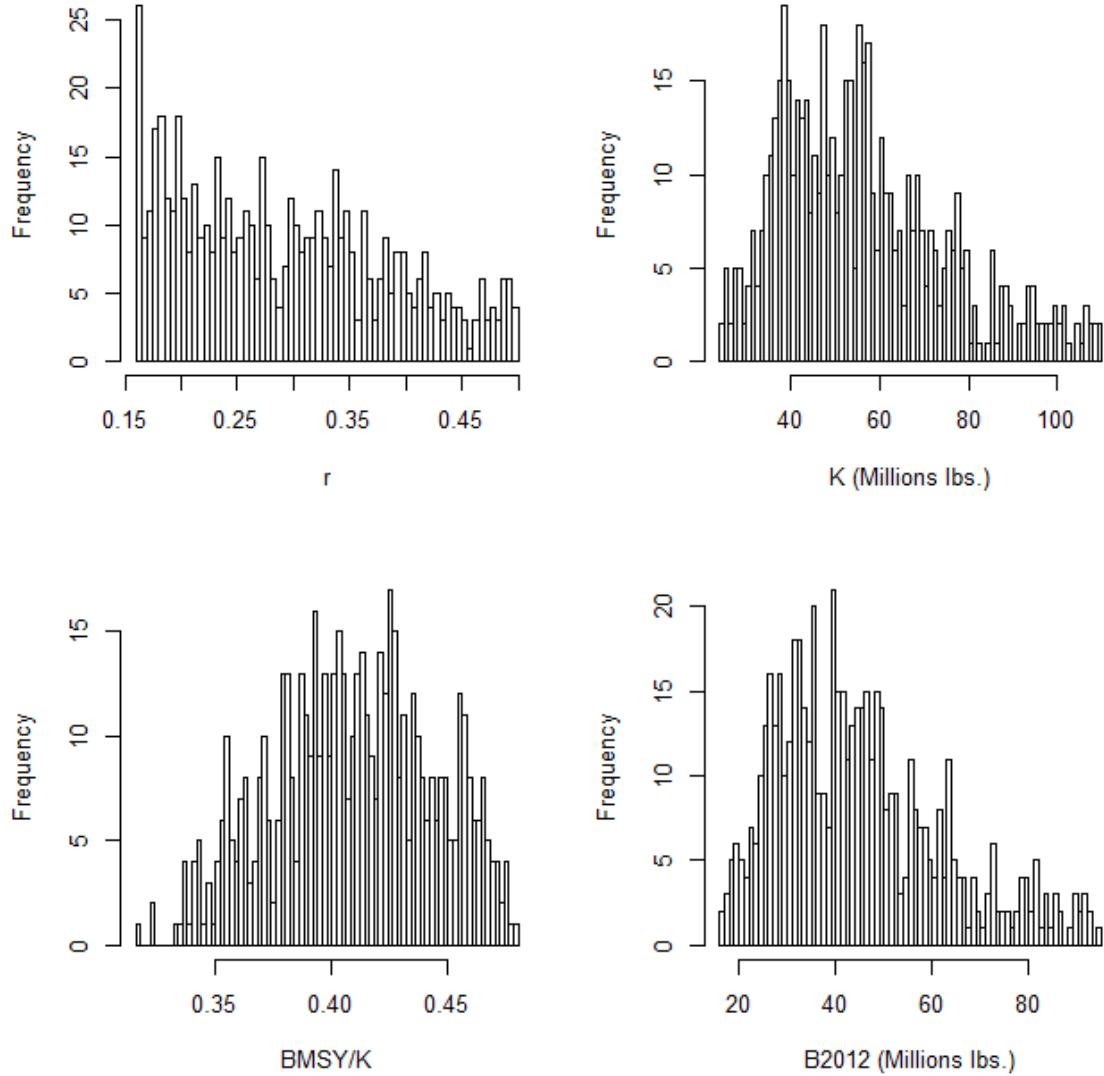 Frequency
0 5 10 15 20 25
0.15 0.25 0.35 0.45
r
Frequency
0 5 10 15
40 60 80 100
K (Millions lbs.)
Frequency
0 5 10 15
0.35 0.40 0.45
BMSY/K
Frequency
0 5 10 15 20
20 40 60 80
B2012 (Millions lbs.)